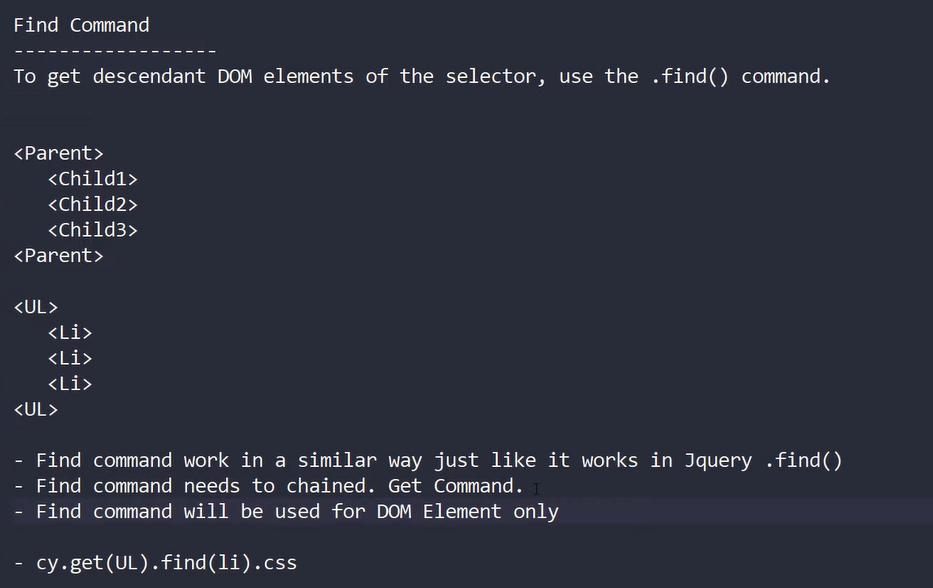 Find Command
------------------
To get descendant DOM elements of the selector, use the .find() command.
<Parent>
<Child1>
<Child2>
<Child3>
<Parent>
<UL>
<Li>
<Li>
<Li>
<UL>
- Find command work in a similar way just like it works in Jquery .find()
- Find command needs to chained. Get Command.
- Find command will be used for DOM Element only
- cy.get(UL).find(li).css